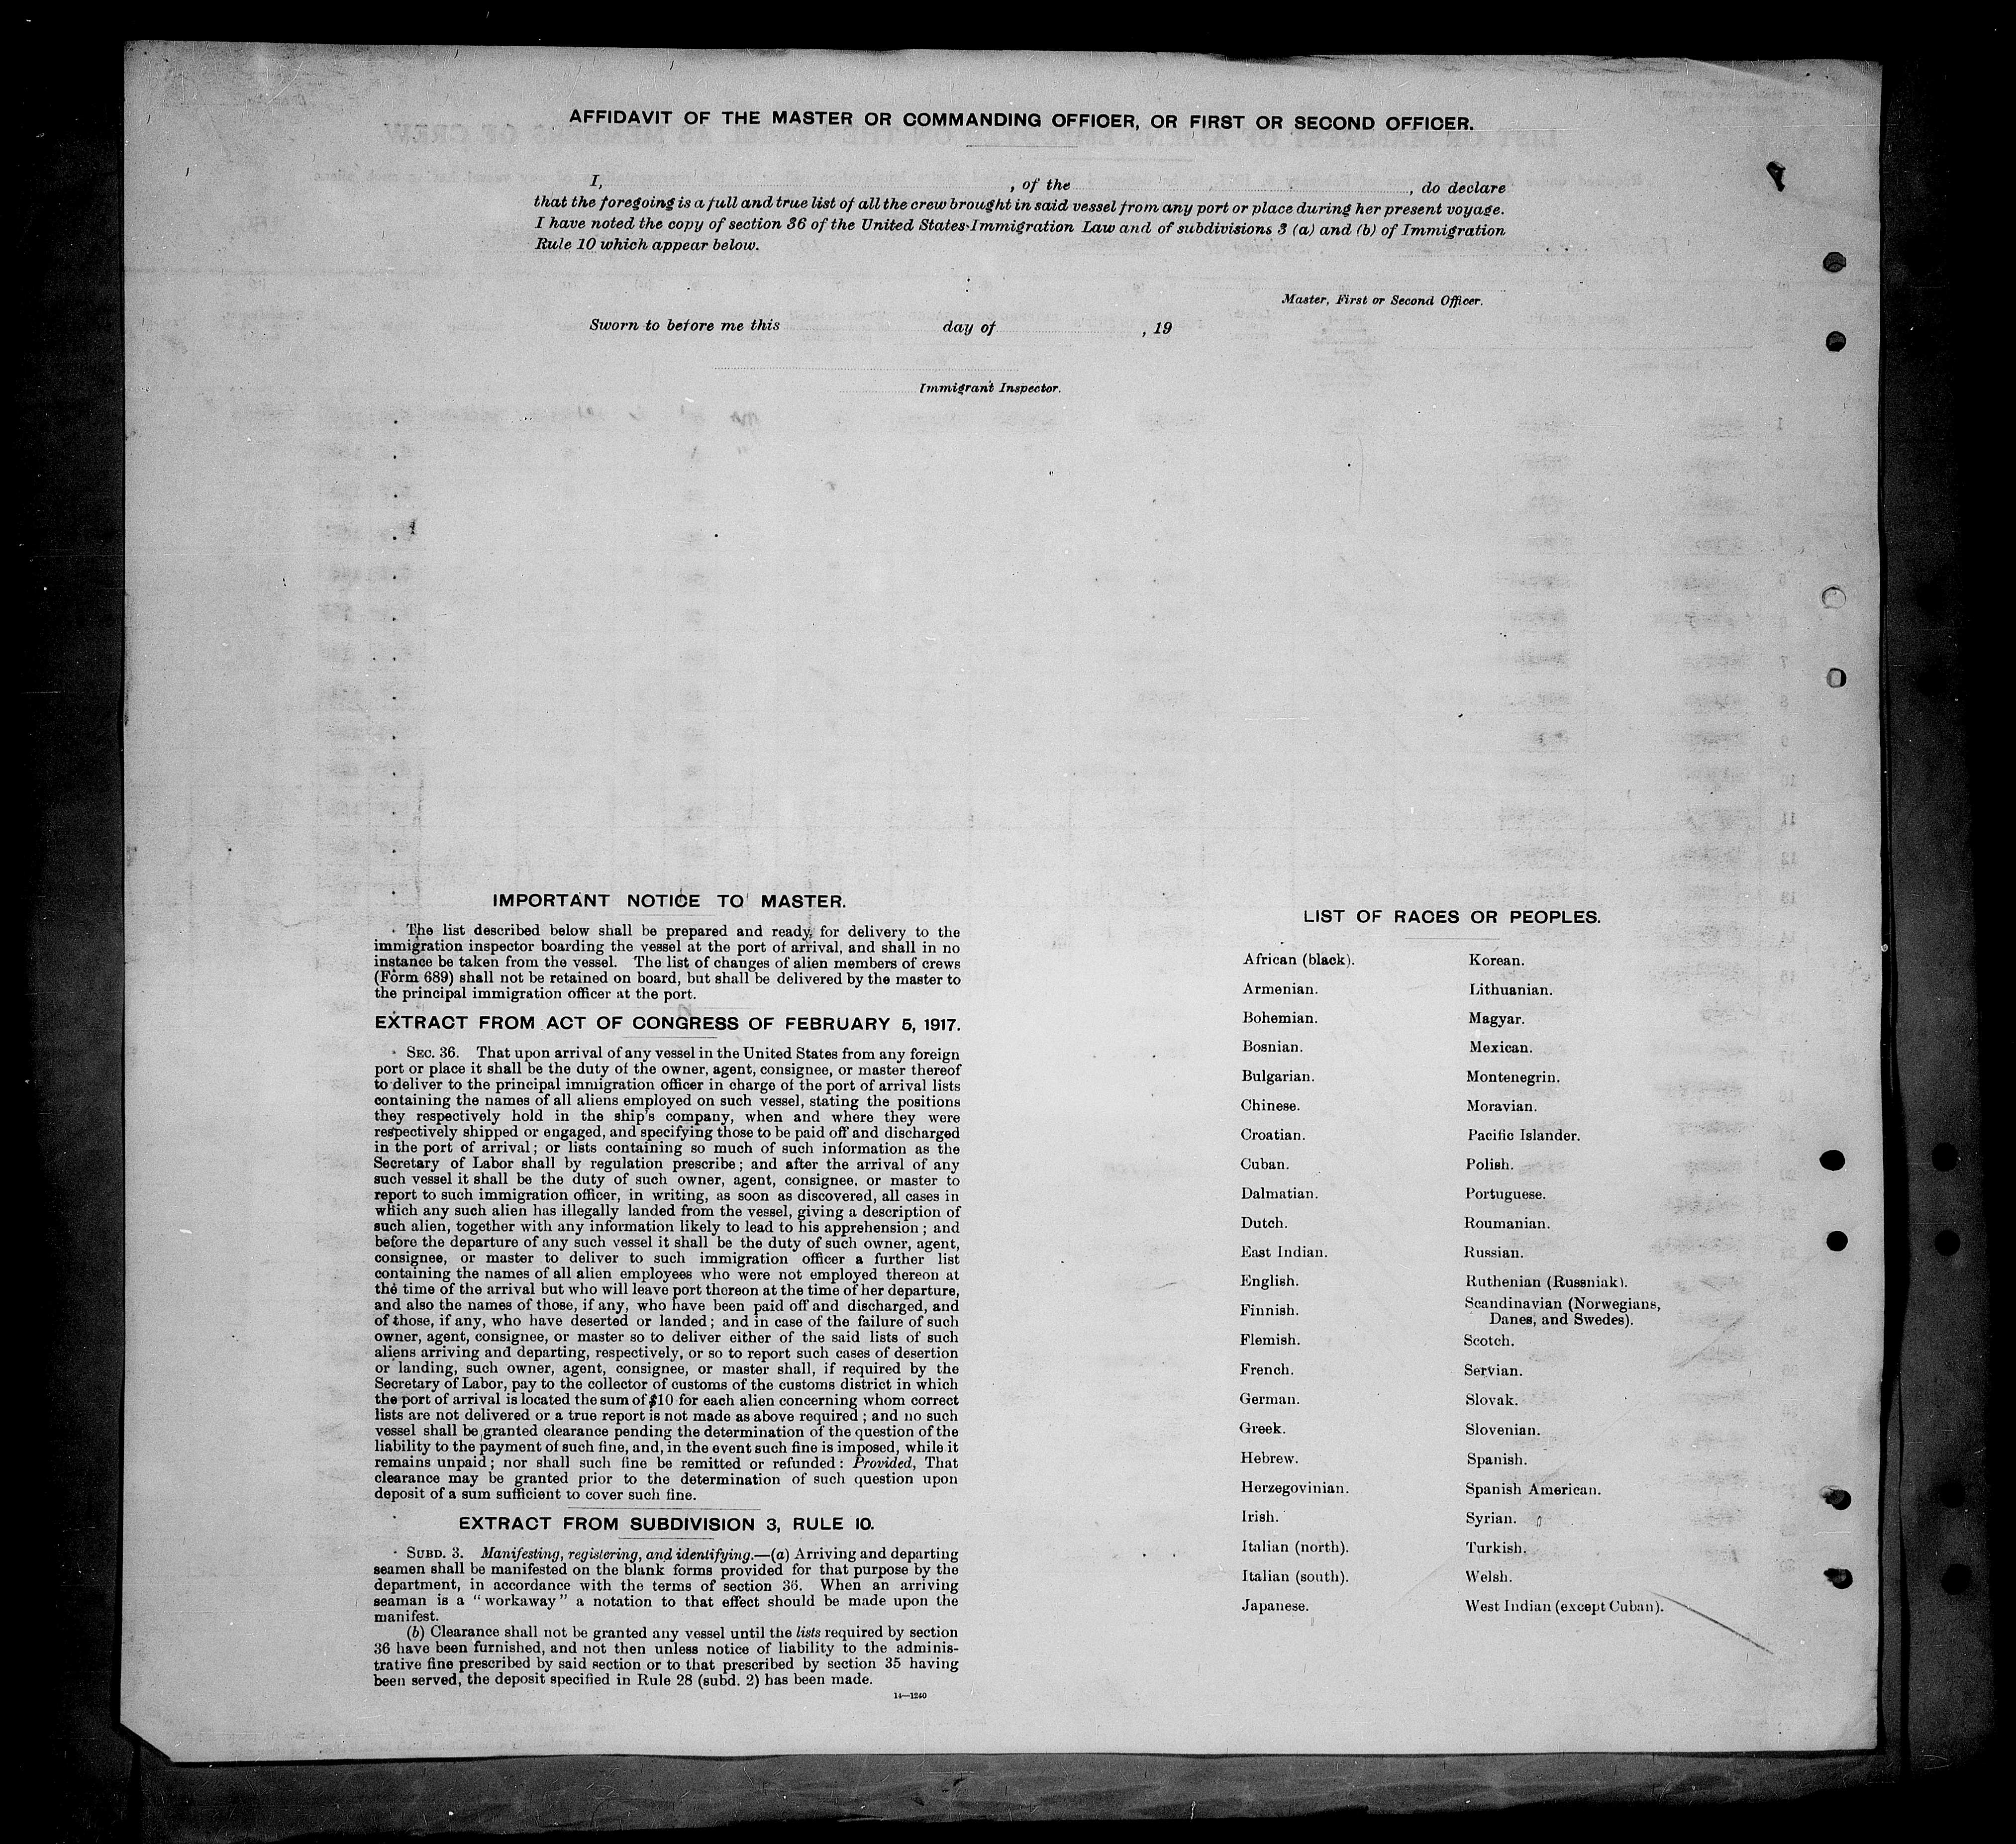 AFFIDAVIT OF THE MASTER OR COMMANDING OFFICER, OR FIRST OR SECOND OFFICER.
I, , of the , do declare
that the foregoing is a full and true list of all the crew brought in said vessel from any port or place during her present voyage.
I have noted the copy of section 36 of the United States Immigration Law and of subdivisions 3 (a) and (b) of Immigration
Rule 10 which appear below.
Master, First or Second Officer.
Sworn to before me this day of , 19
Immigrant Inspector.
IMPORTANT NOTICE TO MASTER.
The list described below shall be prepared and ready for delivery to the
immigration inspector boarding the vessel at the port of arrival, and shall in no
instance be taken from the vessel. The list of changes of alien members of crews
(Form 689) shall not be retained on board, but shall be delivered by the master to
the principal immigration officer at the port.
EXTRACT FROM ACT OF CONGRESS OF FEBRUARY 5, 1917.
SEC. 36. That upon arrival of any vessel in the United States from any foreign
port or place it shall be the duty of the owner, agent, consignee, or master thereof
to deliver to the principal immigration officer in charge of the port of arrival lists
containing the names of all aliens employed on such vessel, stating the positions
they respectively hold in the ship's company, when and where they were
respectively shipped or engaged, and specifying those to be paid off and discharged
in the port of arrival; or lists containing so much of such information as the
Secretary of Labor shall by regulation prescribe; and after the arrival of any
such vessel it shall be the duty of such owner, agent, consignee, or master to
report to such immigration officer, in writing, as soon as discovered, all cases in
which any such alien has illegally landed from the vessel, giving a description of
such alien, together with any information likely to lead to his apprehension; and
before the departure of any such vessel it shall be the duty of such owner, agent,
consignee, or master to deliver to such immigration officer a further list
containing the names of all alien employees who were not employed thereon at
the time of the arrival but who will leave port thereon at the time of her departure,
and also the names of those, if any, who have been paid off and discharged, and
of those, if any, who have deserted or landed; and in case of the failure of such
owner, agent, consignee, or master so to deliver either of the said lists of such
aliens arriving and departing, respectively, or so to report such cases of desertion
or landing, such owner, agent, consignee, or master shall, if required by the
Secretary of Labor, pay to the collector of customs of the customs district in which
the port of arrival is located the sum of $10 for each alien concerning whom correct
lists are not delivered or a true report is not made as above required; and no such
vessel shall be granted clearance pending the determination of the question of the
liability to the payment of such fine, and, in the event such fine is imposed, while it
remains unpaid; nor shall such fine be remitted or refunded: Provided, That
clearance may be granted prior to the determination of such question upon
deposit of a sum sufficient to cover such fine.
EXTRACT FROM SUBDIVISION 3, RULE 10.
SUBD. 3. Manifesting, registering, and identifying.—(a) Arriving and departing
seamen shall be manifested on the blank forms provided for that purpose by the
department, in accordance with the terms of section 36. When an arriving
seaman is a "workaway" a notation to that effect should be made upon the
manifest.
(b) Clearance shall not be granted any vessel until the lists required by section
36 have been furnished, and not then unless notice of liability to the adminis-
trative fine prescribed by said section or to that prescribed by section 35 having
been served, the deposit specified in Rule 28 (subd. 2) has been made.
14—1240
LIST OF RACES OR PEOPLES.
African (black).
Armenian.
Bohemian.
Bosnian.
Bulgarian.
Chinese.
Croatian.
Cuban.
Dalmatian.
Dutch.
East Indian.
English.
Finnish.
Flemish.
French.
German.
Greek.
Hebrew.
Herzegovinian.
Irish.
Italian (north).
Italian (south).
Japanese.
Korean.
Lithuanian.
Magyar.
Mexican.
Montenegrin.
Moravian.
Pacific Islander.
Polish.
Portuguese.
Roumanian.
Russian.
Ruthenian (Russniak).
Scandinavian (Norwegians,
Danes, and Swedes).
Scotch.
Servian.
Slovak.
Slovenian.
Spanish.
Spanish American.
Syrian.
Turkish.
Welsh.
West Indian (except Cuban).